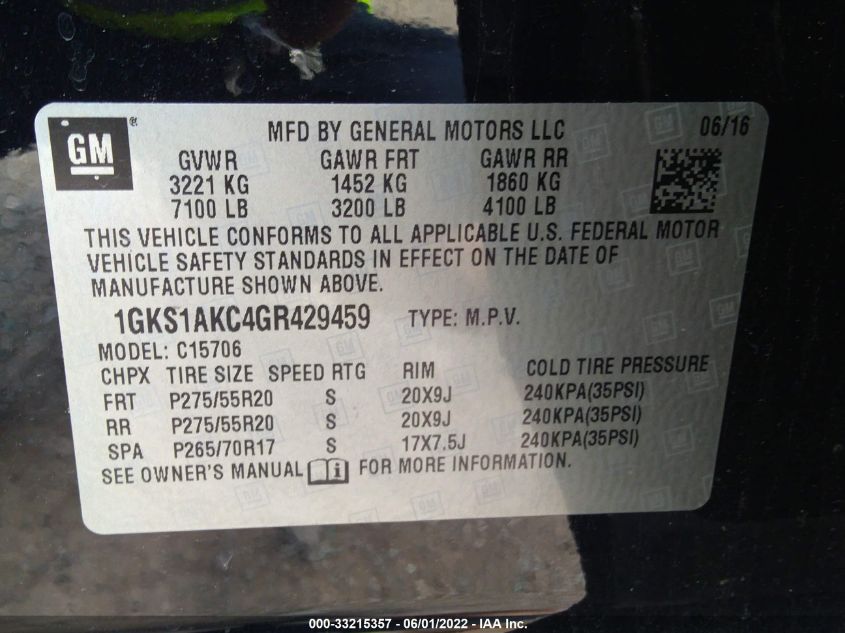 GM ® MFD BY GENERAL MOTORS LLC 06/16
GVWR GAWR FRT GAWR RR
3221 KG 1452 KG 1860 KG
7100 LB 3200 LB 4100 LB
THIS VEHICLE CONFORMS TO ALL APPLICABLE U.S. FEDERAL MOTOR
VEHICLE SAFETY STANDARDS IN EFFECT ON THE DATE OF
MANUFACTURE SHOWN ABOVE.
1GKS1AKC4GR429459 TYPE: M.P.V.
MODEL: C15706
CHPX TIRE SIZE SPEED RTG RIM COLD TIRE PRESSURE
FRT P275/55R20 S 20X9J 240KPA(35PSI)
RR P275/55R20 S 20X9J 240KPA(35PSI)
SPA P265/70R17 S 17X7.5J 240KPA(35PSI)
SEE OWNER'S MANUAL FOR MORE INFORMATION.
000-33215357 - 06/01/2022 - IAA Inc.